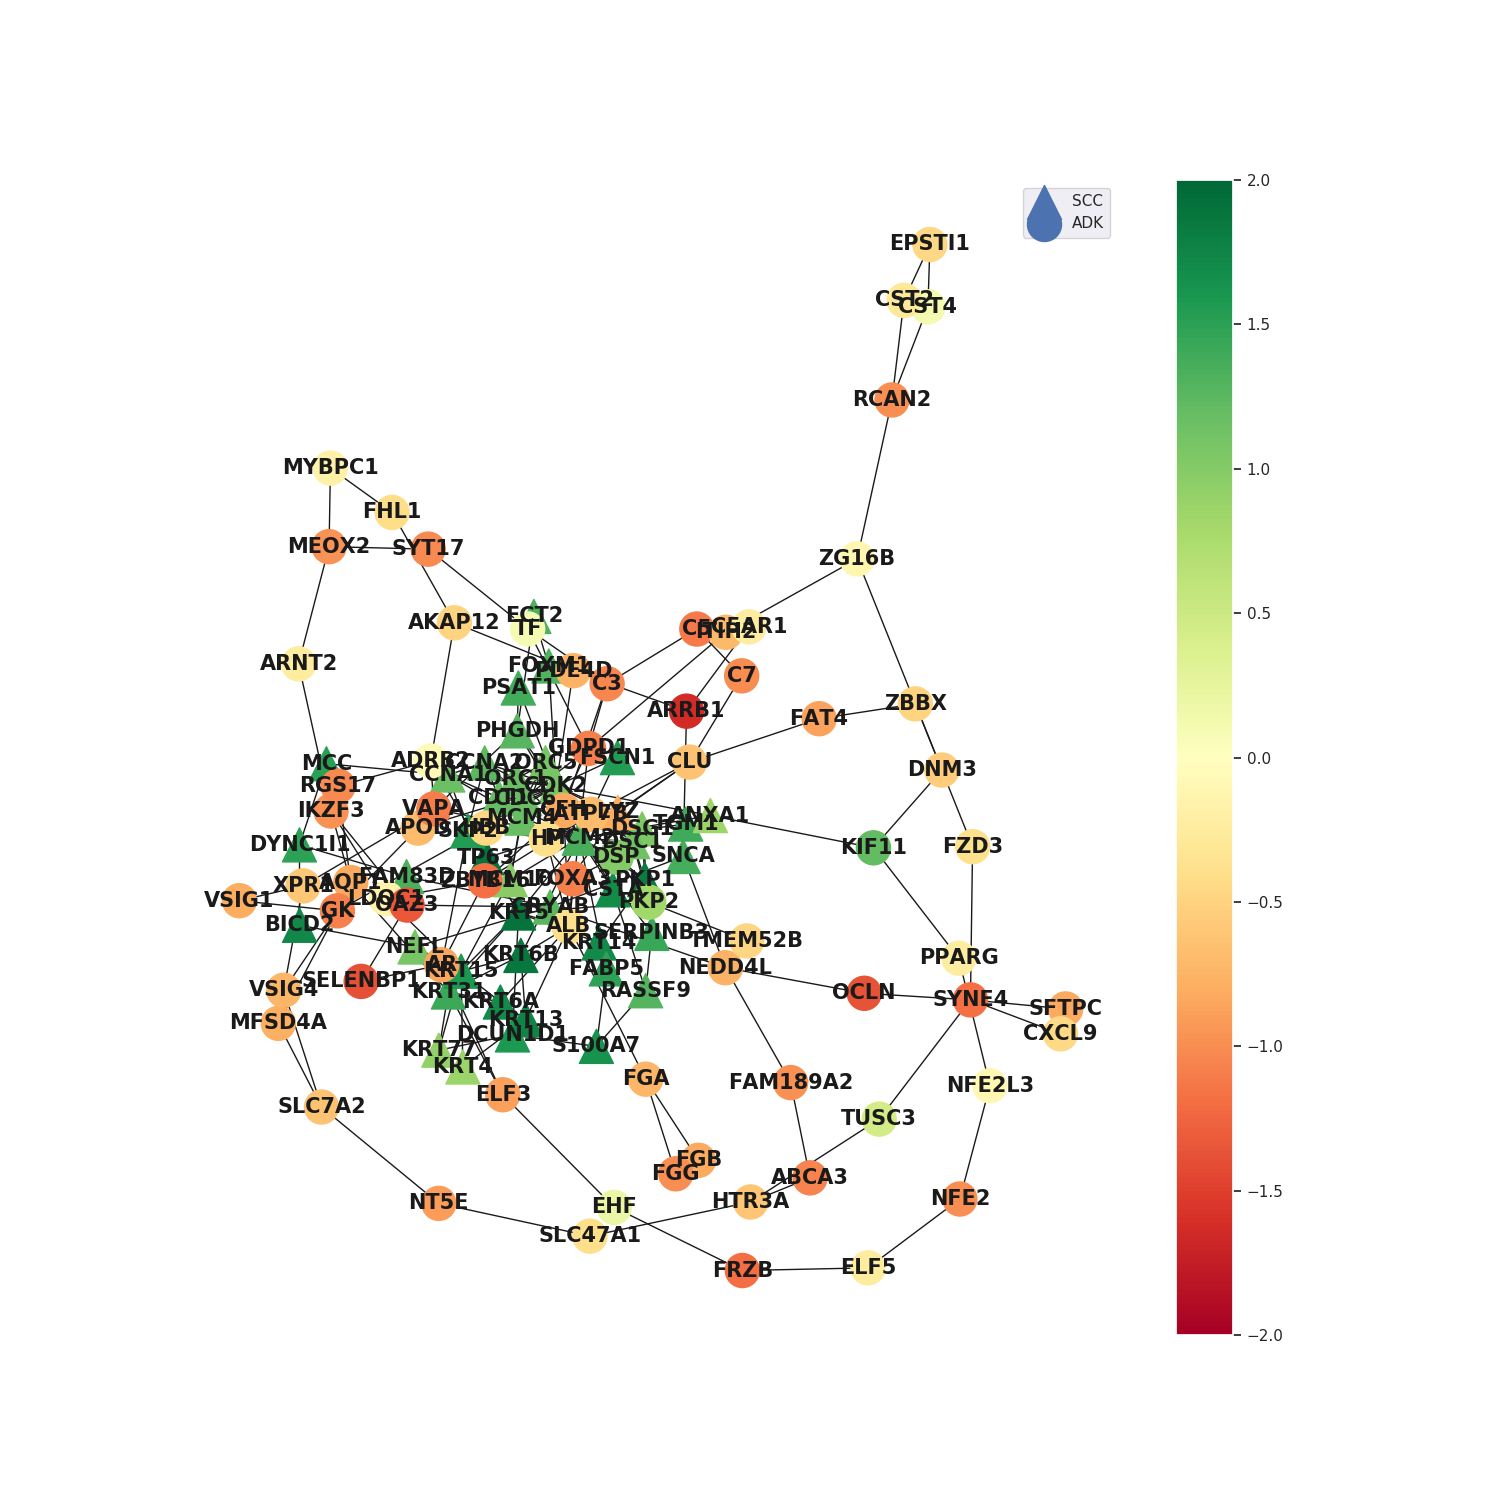 SCC
ADK
2.0
1.5
1.0
0.5
0.0
−0.5
−1.0
−1.5
−2.0
EPSTI1
CST2
CST4
RCAN2
MYBPC1
FHL1
MEOX2
SYT17
ZG16B
ECT2
TF
AKAP12
C5AR1
ITIH2
ARNT2
FOXM1
PDE4D
C7
C3
PSAT1
ARRB1
ZBBX
FAT4
PHGDH
GDPD1
FSCN1
ADRB2
CCNA2
ORC5
CLU
MCC
DNM3
CCNA1
ORC1
RGS17
CDK2
CDT1
CDC6
IKZF3
VAPA
CFH
MCM4
ANXA1
TGM1
DSG1
APOD
SKP2
HBB
MCM2
DSC1
DYNC1I1
KIF11
FZD3
TP63
DSP
SNCA
FAM83D
XPR1
AQP1
ZBTB16
MCM10
FOXA3
PKP1
CSTA
VSIG1
LDOC1
OAZ3
GK
CRYAB
PKP2
KRT5
BICD2
ALB
SERPINB3
KRT14
TMEM52B
NEFL
KRT6B
PPARG
AR
KRT15
FABP5
NEDD4L
SELENBP1
VSIG4
KRT31
RASSF9
OCLN
SYNE4
KRT6A
SFTPC
MFSD4A
KRT13
DCUN1D1
CXCL9
KRT77
S100A7
KRT4
FGA
FAM189A2
NFE2L3
ELF3
SLC7A2
TUSC3
FGB
FGG
ABCA3
NT5E
HTR3A
NFE2
EHF
SLC47A1
FRZB
ELF5